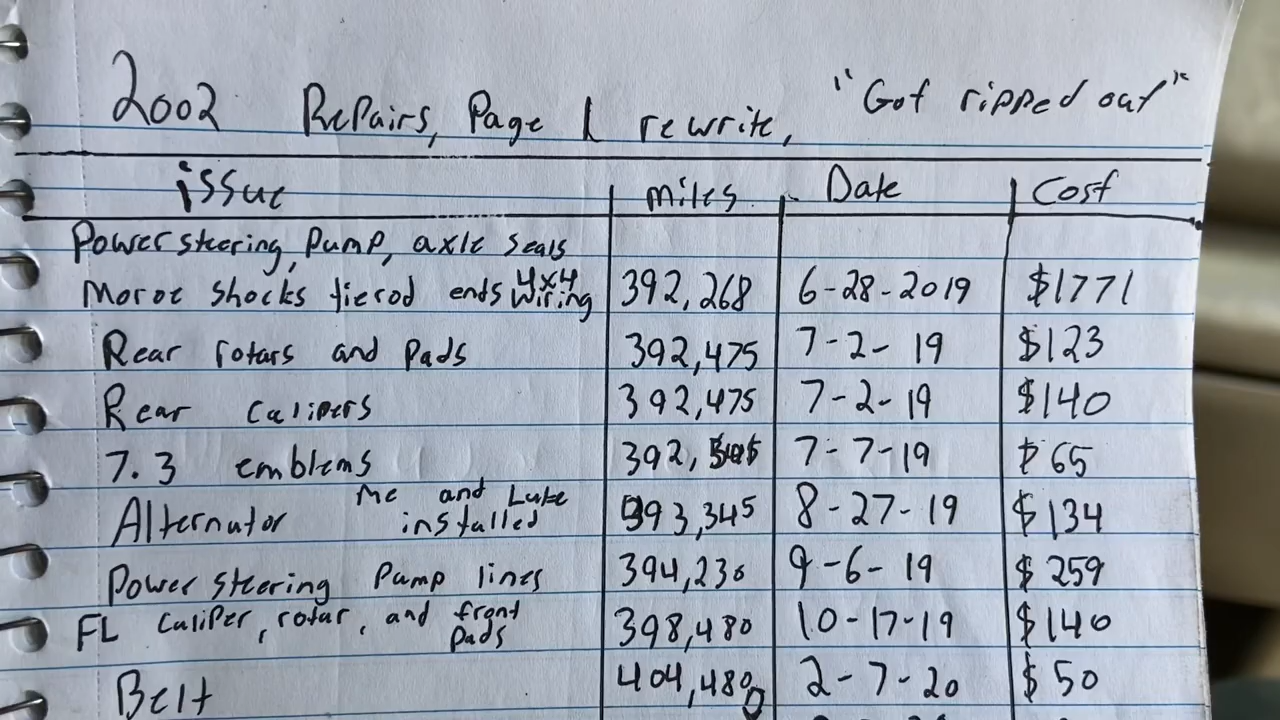 2002 Repairs, Page 1 rewrite, "Got ripped out"
issue miles Date Cost
Power steering, Pump, axle seals
Moroe shocks tierod ends 4x4 wiring 392,268 6-28-2019 $1771
Rear rotars and Pads 392,475 7-2-19 $123
Rear calipers 392,475 7-2-19 $140
7.3 emblems 392, 7-7-19 $65
Alternator Me and Luke installed 393,345 8-27-19 $134
Power steering Pump lines 394,230 9-6-19 $259
FL Caliper, rotar, and front Pads 398,480 10-17-19 $140
Belt 404,480 2-7-20 $50